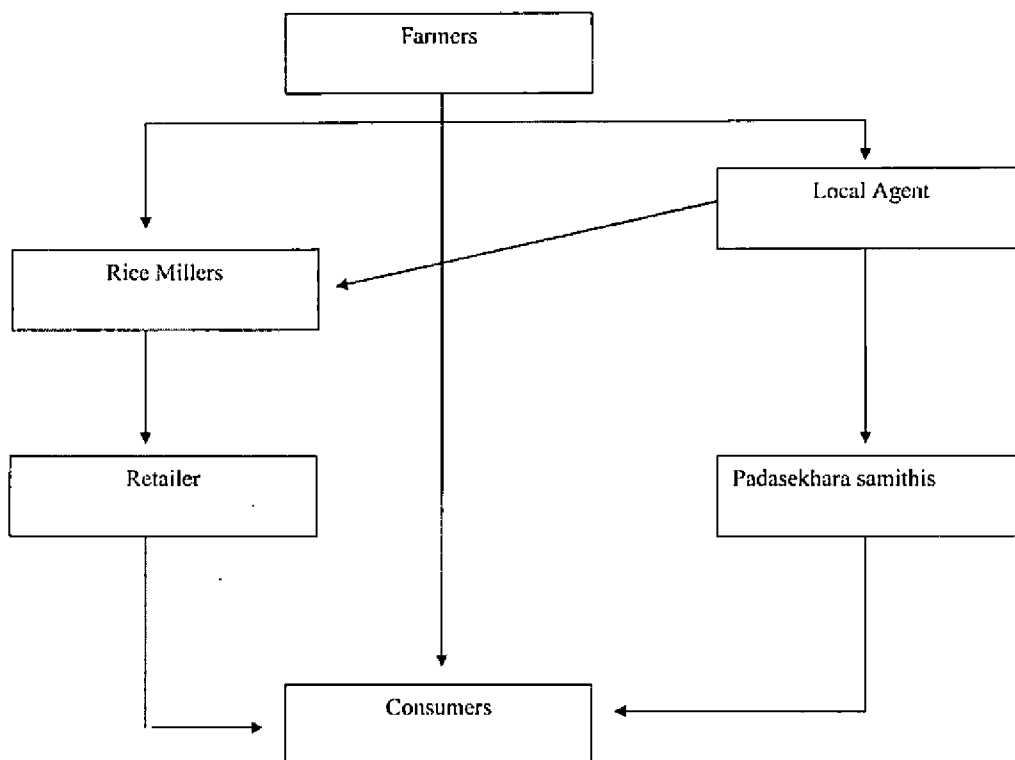 Farmers
Local Agent
Rice Millers
Retailer
Padasekhara samithis
Consumers